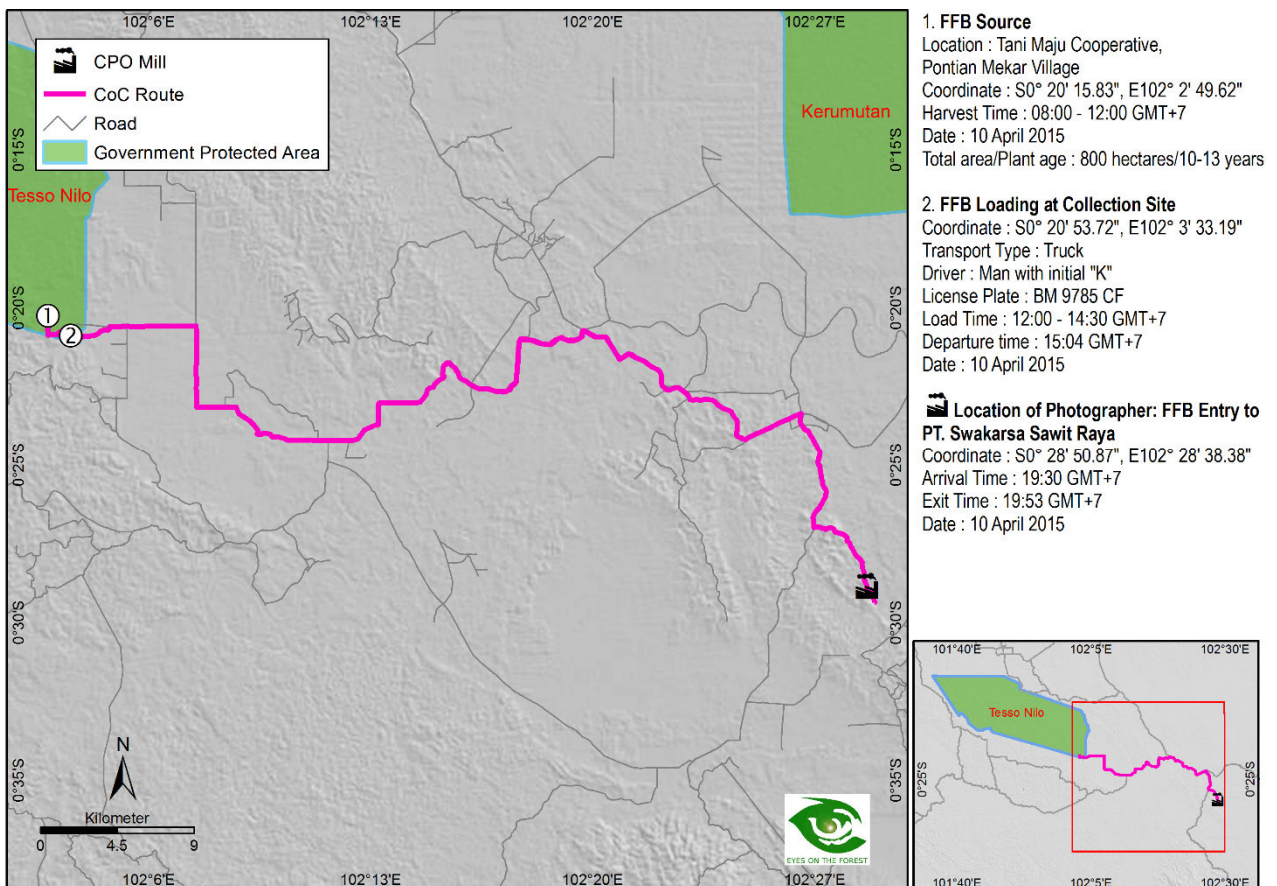 102°6'E
102°13'E
102°20'E
102°27'E
CPO Mill
CoC Route
Road
Government Protected Area
Tesso Nilo
Kerumutan
0°15'S
0°15'S
0°20'S
0°20'S
1
2
0°25'S
0°25'S
0°30'S
0°30'S
0°35'S
0°35'S
N
Kilometer
0 4.5 9
EYES ON THE FOREST
102°6'E
102°13'E
102°20'E
102°27'E
1. FFB Source
Location : Tani Maju Cooperative,
Pontian Mekar Village
Coordinate : S0° 20' 15.83", E102° 2' 49.62"
Harvest Time : 08:00 - 12:00 GMT+7
Date : 10 April 2015
Total area/Plant age : 800 hectares/10-13 years
2. FFB Loading at Collection Site
Coordinate : S0° 20' 53.72", E102° 3' 33.19"
Transport Type : Truck
Driver : Man with initial "K"
License Plate : BM 9785 CF
Load Time : 12:00 - 14:30 GMT+7
Departure time : 15:04 GMT+7
Date : 10 April 2015
Location of Photographer: FFB Entry to
PT. Swakarsa Sawit Raya
Coordinate : S0° 28' 50.87", E102° 28' 38.38"
Arrival Time : 19:30 GMT+7
Exit Time : 19:53 GMT+7
Date : 10 April 2015
101°40'E
102°5'E
102°30'E
Tesso Nilo
0°25'S
0°25'S
101°40'E
102°5'E
102°30'E